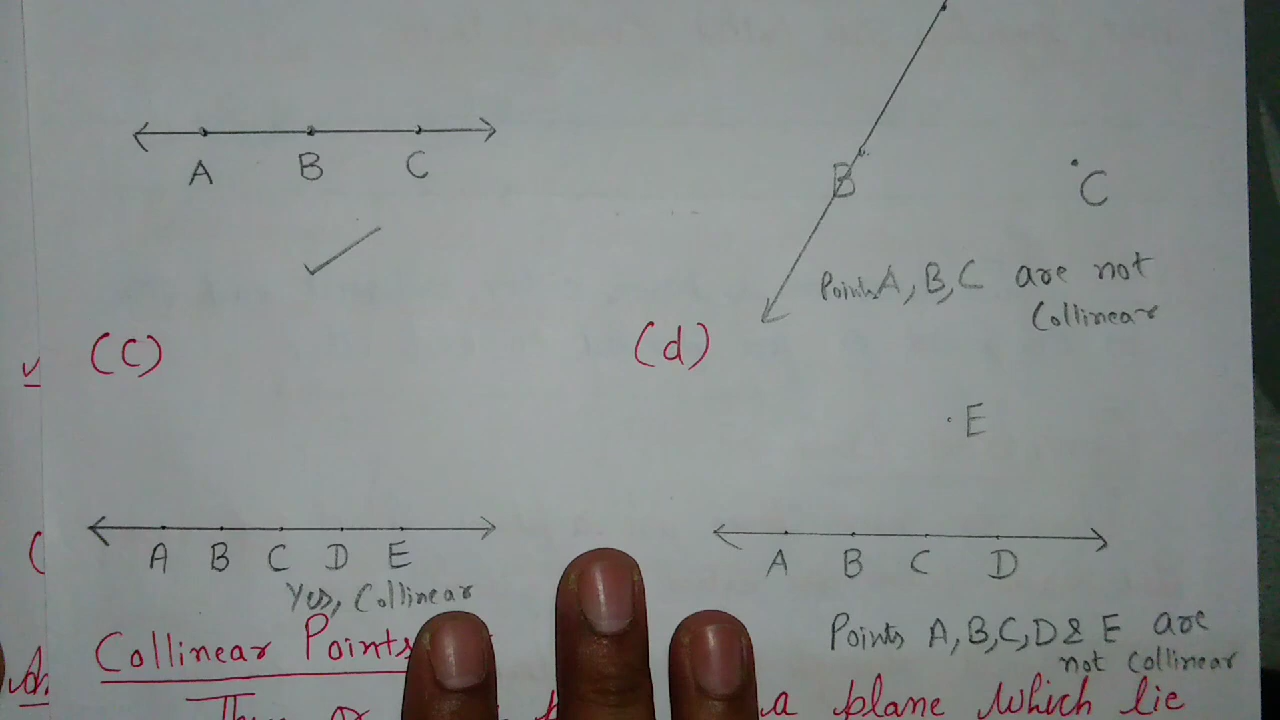 A B C
B
C
Points A, B, C are not
Collinear
(c)
(d)
E
A B C D E
Yes, Collinear
A B C D
Points A, B, C, D & E are
not collinear
Collinear Points
a plane which lie